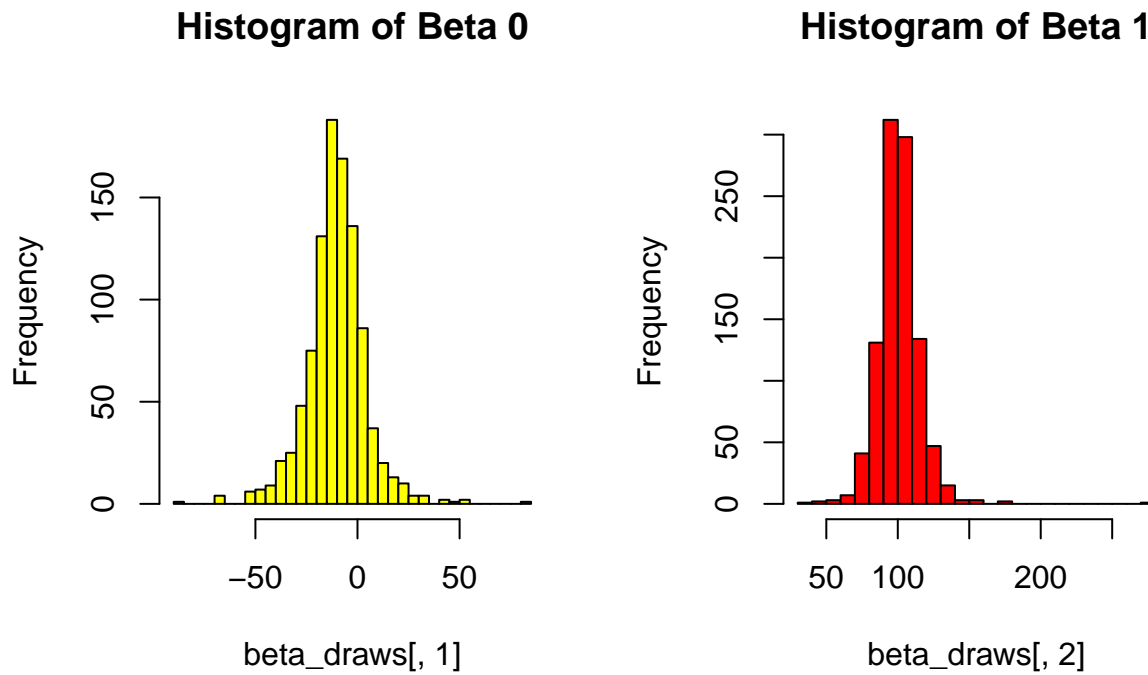 Histogram of Beta 0
Frequency
0
50
100
150
−50
0
50
beta_draws[, 1]
Histogram of Beta 1
Frequency
0
50
150
250
50
100
200
beta_draws[, 2]